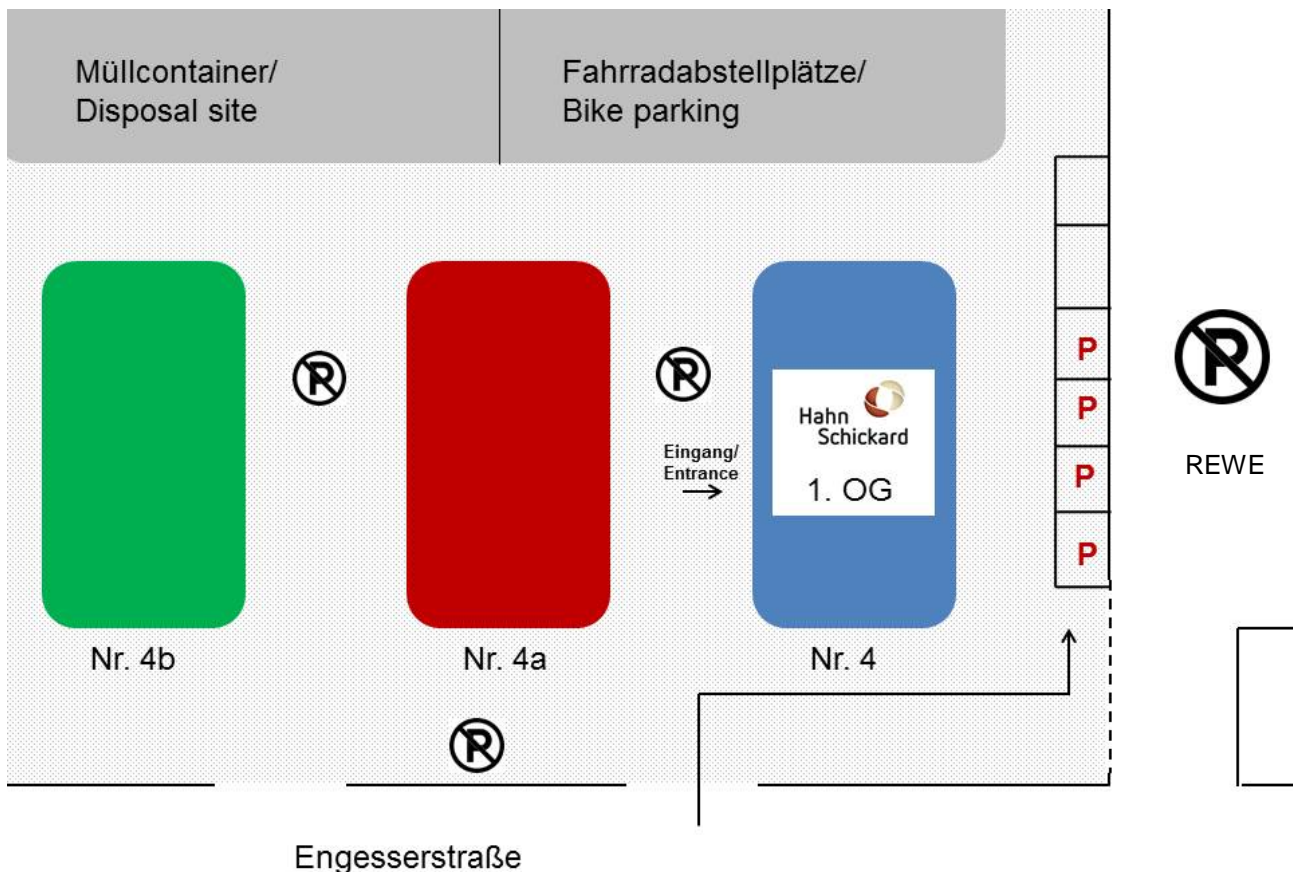 Müllcontainer/
Disposal site
Fahrradabstellplätze/
Bike parking
P
P
P
P
P
P
P
Hahn
Schickard
1. OG
Eingang/
Entrance
REWE
Nr. 4b
Nr. 4a
Nr. 4
P
Engesserstraße